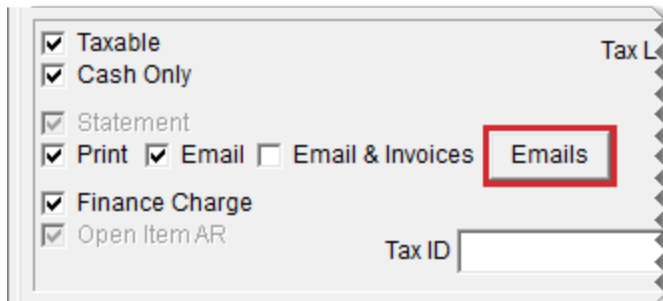 Taxable
Tax L
Cash Only
Statement
Print Email Email & Invoices Emails
Finance Charge
Open Item AR
Tax ID